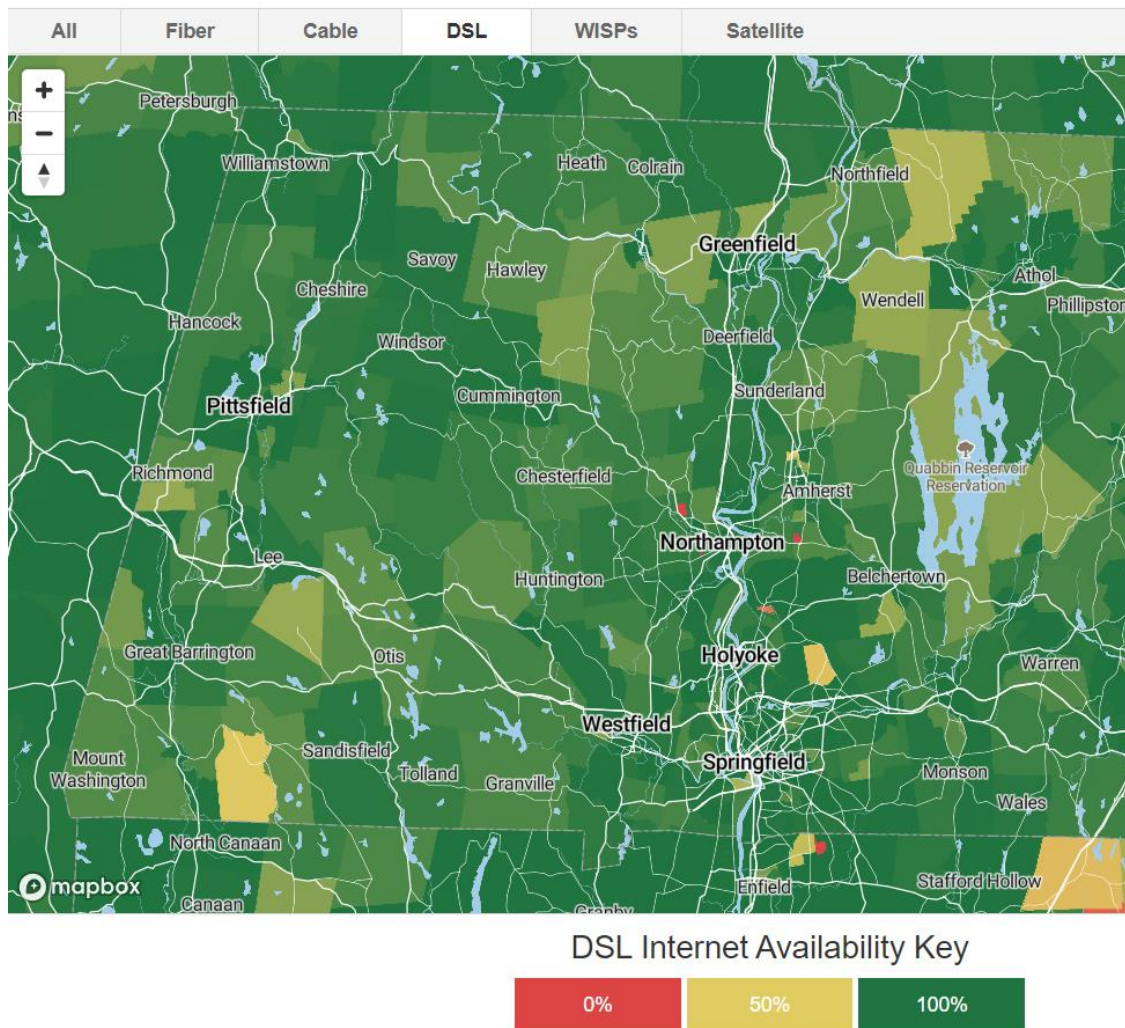 All Fiber Cable DSL WISPs Satellite
+
Petersburgh
−
Williamstown
Heath
Colrain
Northfield
Greenfield
Savoy
Hawley
Athol
Cheshire
Wendell
Phillipston
Hancock
Windsor
Deerfield
Cummington
Sunderland
Pittsfield
Richmond
Chesterfield
Quabbin Reservoir
Reservation
Amherst
Northampton
Lee
Huntington
Belchertown
Great Barrington
Otis
Holyoke
Warren
Westfield
Mount
Washington
Sandisfield
Tolland
Granville
Springfield
Monson
Wales
North Canaan
mapbox
Enfield
Stafford Hollow
Canaan
Granby
DSL Internet Availability Key
0% 50% 100%